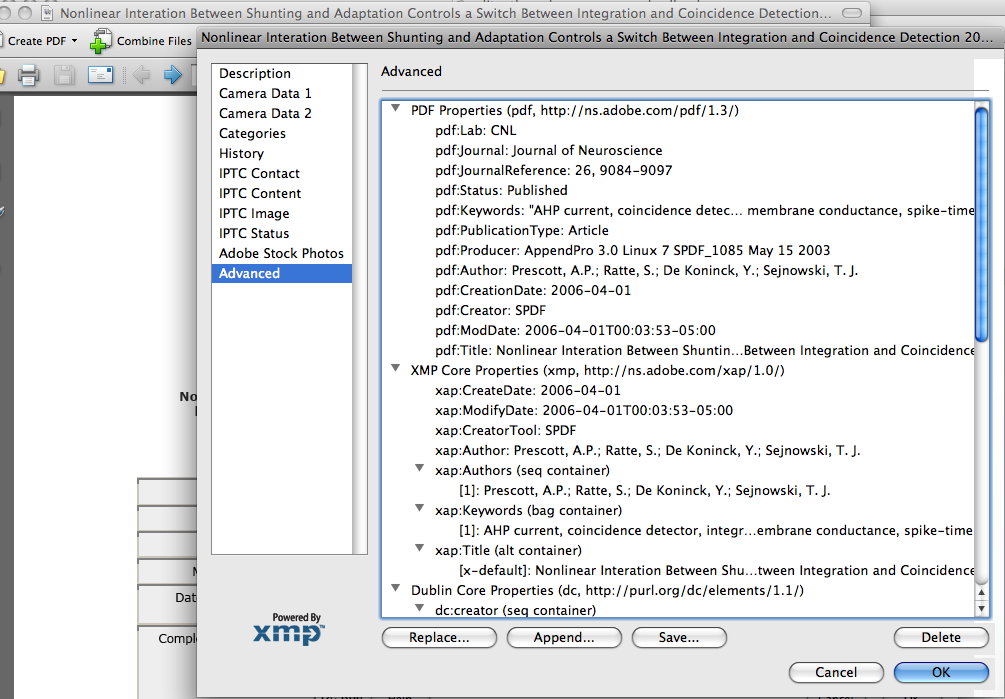 Nonlinear Interation Between Shunting and Adaptation Controls a Switch Between Integration and Coincidence Detection...
Create PDF
Combine Files
Nonlinear Interation Between Shunting and Adaptation Controls a Switch Between Integration and Coincidence Detection 20...
Description
Camera Data 1
Camera Data 2
Categories
History
IPTC Contact
IPTC Content
IPTC Image
IPTC Status
Adobe Stock Photos
Advanced
Advanced
PDF Properties (pdf, http://ns.adobe.com/pdf/1.3/)
pdf:Lab: CNL
pdf:Journal: Journal of Neuroscience
pdf:JournalReference: 26, 9084-9097
pdf:Status: Published
pdf:Keywords: "AHP current, coincidence detec... membrane conductance, spike-time
pdf:PublicationType: Article
pdf:Producer: AppendPro 3.0 Linux 7 SPDF_1085 May 15 2003
pdf:Author: Prescott, A.P.; Ratte, S.; De Koninck, Y.; Sejnowski, T. J.
pdf:CreationDate: 2006-04-01
pdf:Creator: SPDF
pdf:ModDate: 2006-04-01T00:03:53-05:00
pdf:Title: Nonlinear Interation Between Shuntin...Between Integration and Coincidence
XMP Core Properties (xmp, http://ns.adobe.com/xap/1.0/)
xap:CreateDate: 2006-04-01
xap:ModifyDate: 2006-04-01T00:03:53-05:00
xap:CreatorTool: SPDF
xap:Author: Prescott, A.P.; Ratte, S.; De Koninck, Y.; Sejnowski, T. J.
xap:Authors (seq container)
[1]: Prescott, A.P.; Ratte, S.; De Koninck, Y.; Sejnowski, T. J.
xap:Keywords (bag container)
[1]: AHP current, coincidence detector, integr...embrane conductance, spike-time
xap:Title (alt container)
[x-default]: Nonlinear Interation Between Shu...tween Integration and Coincidence
Dublin Core Properties (dc, http://purl.org/dc/elements/1.1/)
dc:creator (seq container)
No
Dat
Compl
Powered By
xmp™
Replace...
Append...
Save...
Delete
Cancel
OK